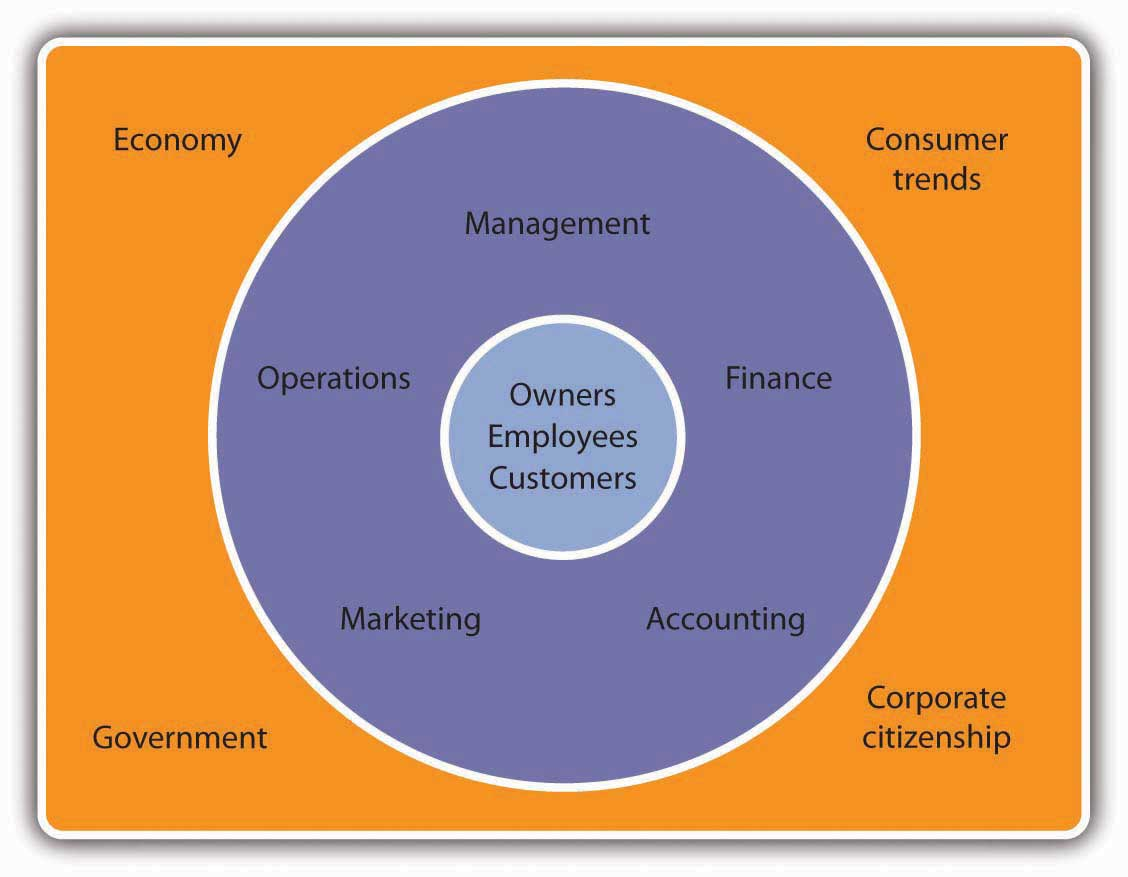 Economy
Consumer
trends
Management
Operations
Finance
Owners
Employees
Customers
Marketing
Accounting
Government
Corporate
citizenship